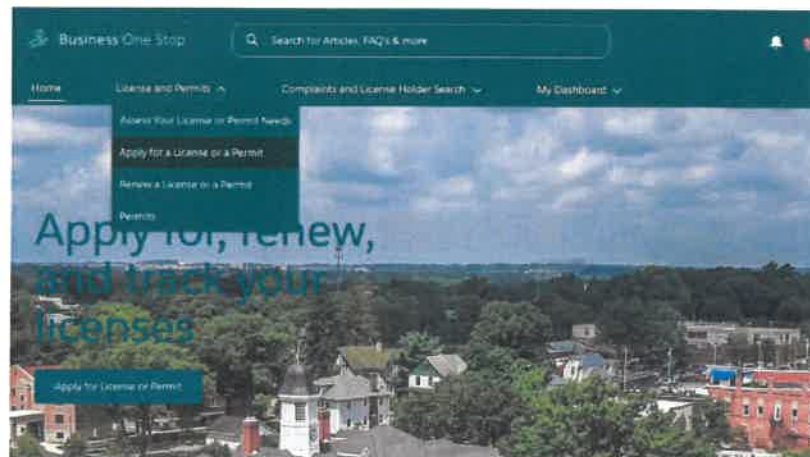 Business One Stop
Search for Articles, FAQ's & more
Home
License and Permits
Complaints and License Holder Search
My Dashboard
Assess Your License or Permit Needs
Apply for a License or a Permit
Renew a License or a Permit
Permits
Apply for, renew,
and track your
licenses
Apply for License or Permit